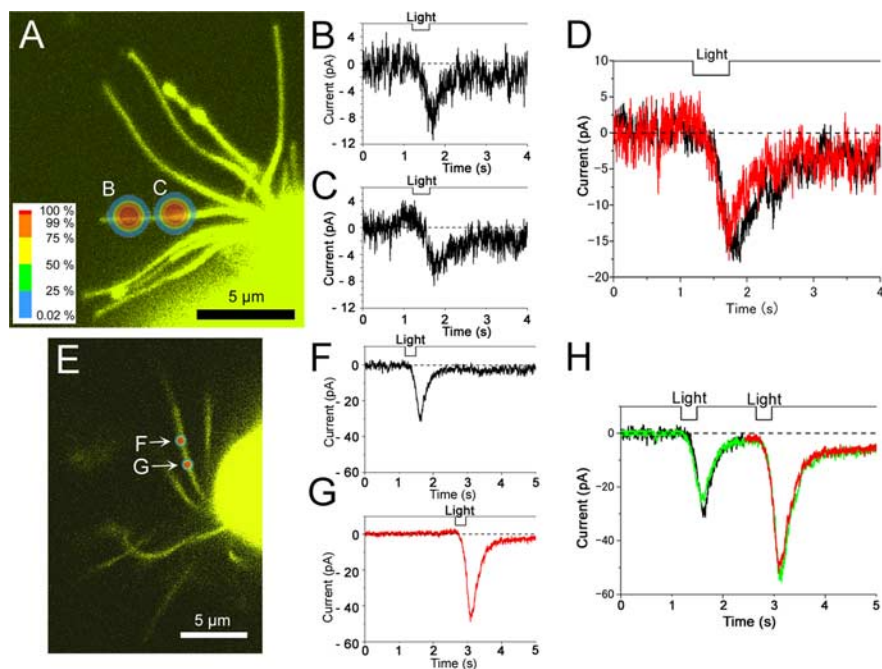 A
B
C
100 %
99 %
75 %
50 %
25 %
0.02 %
5 μm
B
Light
Current (pA)
4
0
- 4
- 8
- 12
0 1 2 3 4
Time (s)
C
Light
Current (pA)
4
0
- 4
- 8
- 12
0 1 2 3 4
Time (s)
D
Light
Current (pA)
10
5
0
−5
−10
−15
−20
0 1 2 3 4
Time (s)
E
F
G
5 μm
F
Light
Current (pA)
0
- 20
- 40
- 60
0 1 2 3 4 5
Time (s)
G
Light
Current (pA)
0
- 20
- 40
- 60
0 1 2 3 4 5
Time (s)
H
Light Light
Current (pA)
10
0
−10
−20
−30
−40
−50
−60
0 1 2 3 4 5
Time (s)